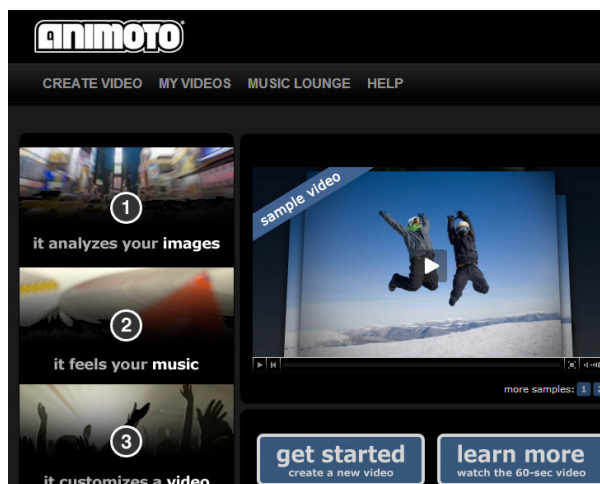 ANIMOTO
CREATE VIDEO MY VIDEOS MUSIC LOUNGE HELP
1
it analyzes your images
2
it feels your music
3
it customizes a video
sample video
more samples: 1 2
get started
create a new video
learn more
watch the 60-sec video